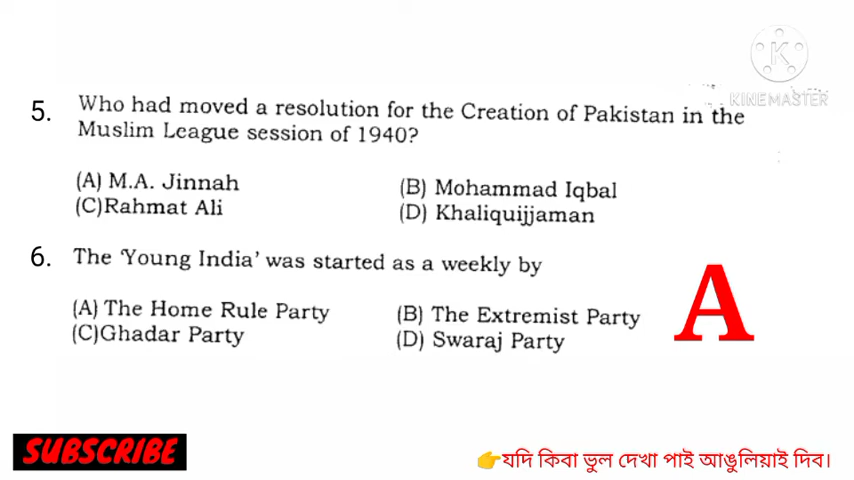 KINEMASTER
5. Who had moved a resolution for the Creation of Pakistan in the
Muslim League session of 1940?
(A) M.A. Jinnah (B) Mohammad Iqbal
(C)Rahmat Ali (D) Khaliquijjaman
6. The 'Young India' was started as a weekly by
(A) The Home Rule Party (B) The Extremist Party
(C)Ghadar Party (D) Swaraj Party
A
SUBSCRIBE
👉যদি কিবা ভুল দেখা পাই আঙুলিয়াই দিব।